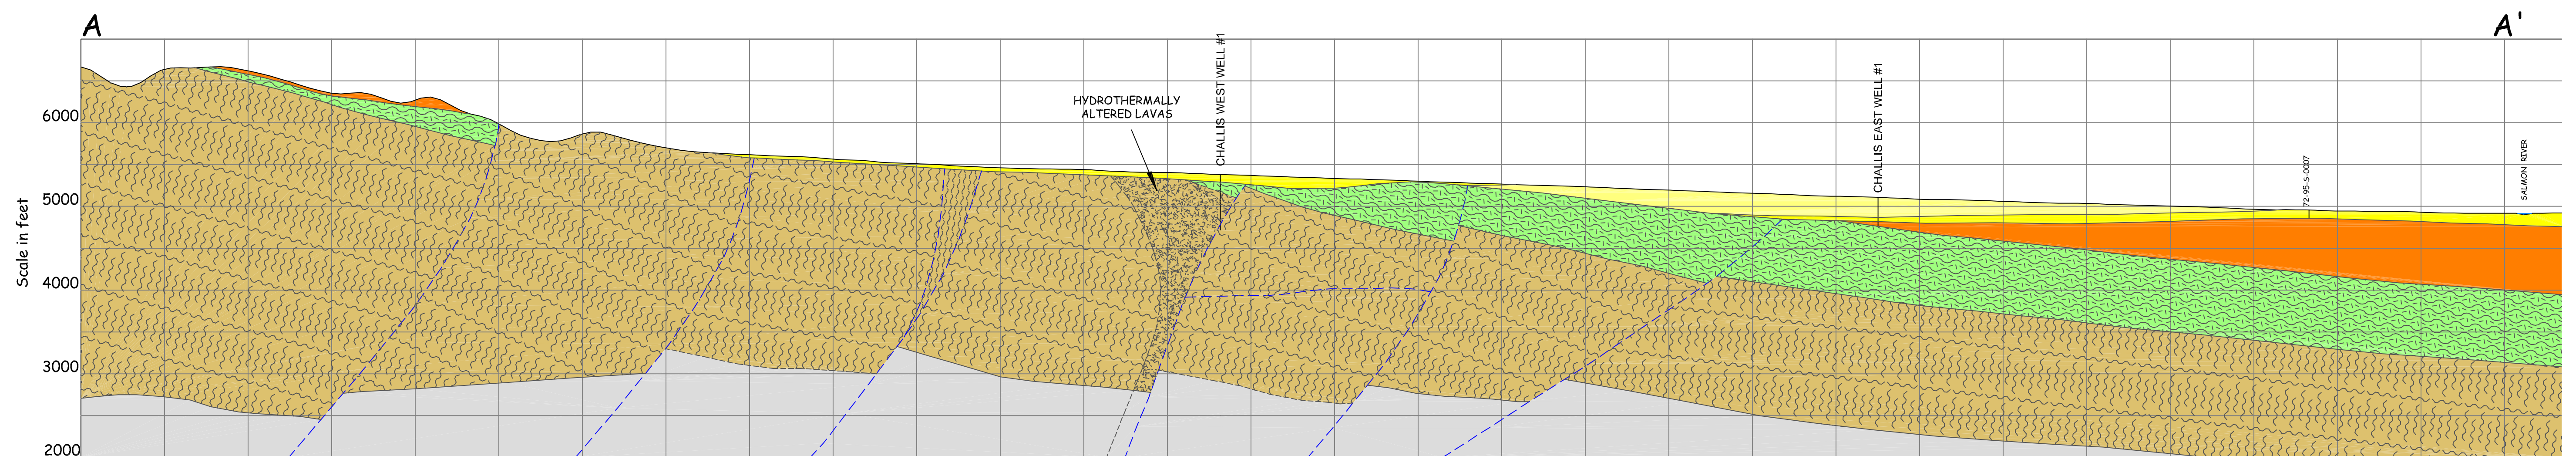 A
A'
HYDROTHERMALLY
ALTERED LAVAS
CHALLIS WEST WELL #1
CHALLIS EAST WELL #1
72-95-S-0007
SALMON RIVER
Scale in feet
6000
5000
4000
3000
2000